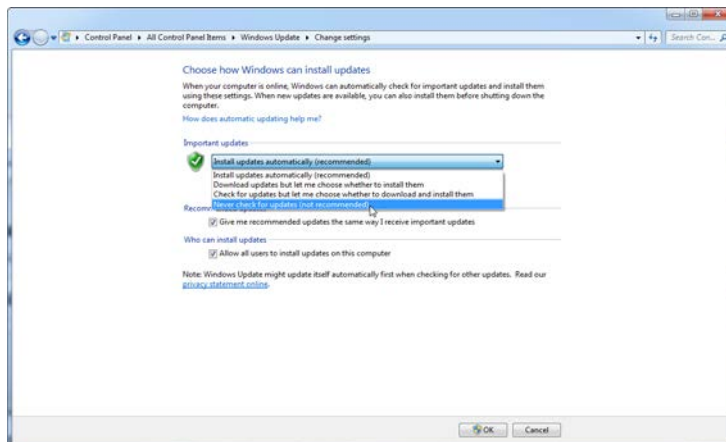 Control Panel ▸ All Control Panel Items ▸ Windows Update ▸ Change settings
Search Con...
Choose how Windows can install updates
When your computer is online, Windows can automatically check for important updates and install them
using these settings. When new updates are available, you can also install them before shutting down the
computer.
How does automatic updating help me?
Important updates
Install updates automatically (recommended)
Install updates automatically (recommended)
Download updates but let me choose whether to install them
Check for updates but let me choose whether to download and install them
Never check for updates (not recommended)
Give me recommended updates the same way I receive important updates
Who can install updates
Allow all users to install updates on this computer
Note: Windows Update might update itself automatically first when checking for other updates. Read our
privacy statement online.
OK
Cancel